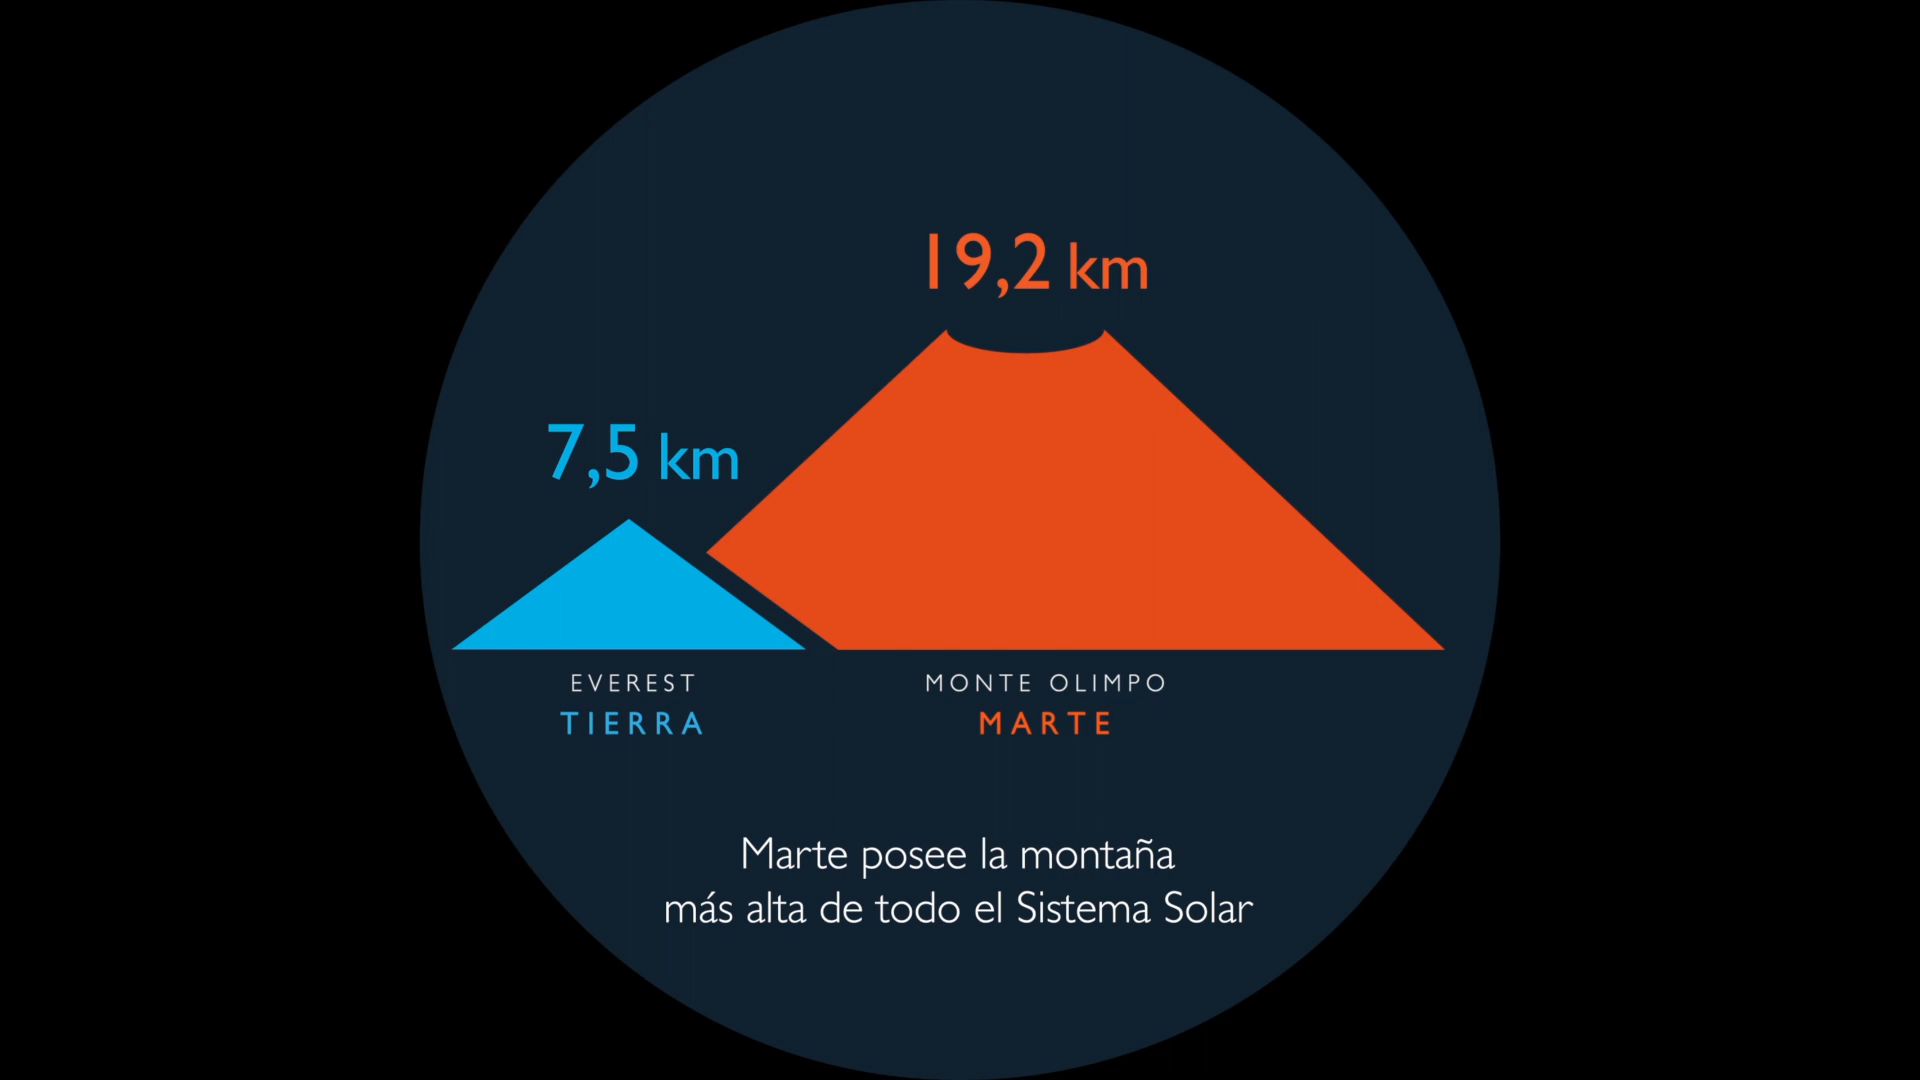 19,2 km
7,5 km
EVEREST
TIERRA
MONTE OLIMPO
MARTE
Marte posee la montaña
más alta de todo el Sistema Solar